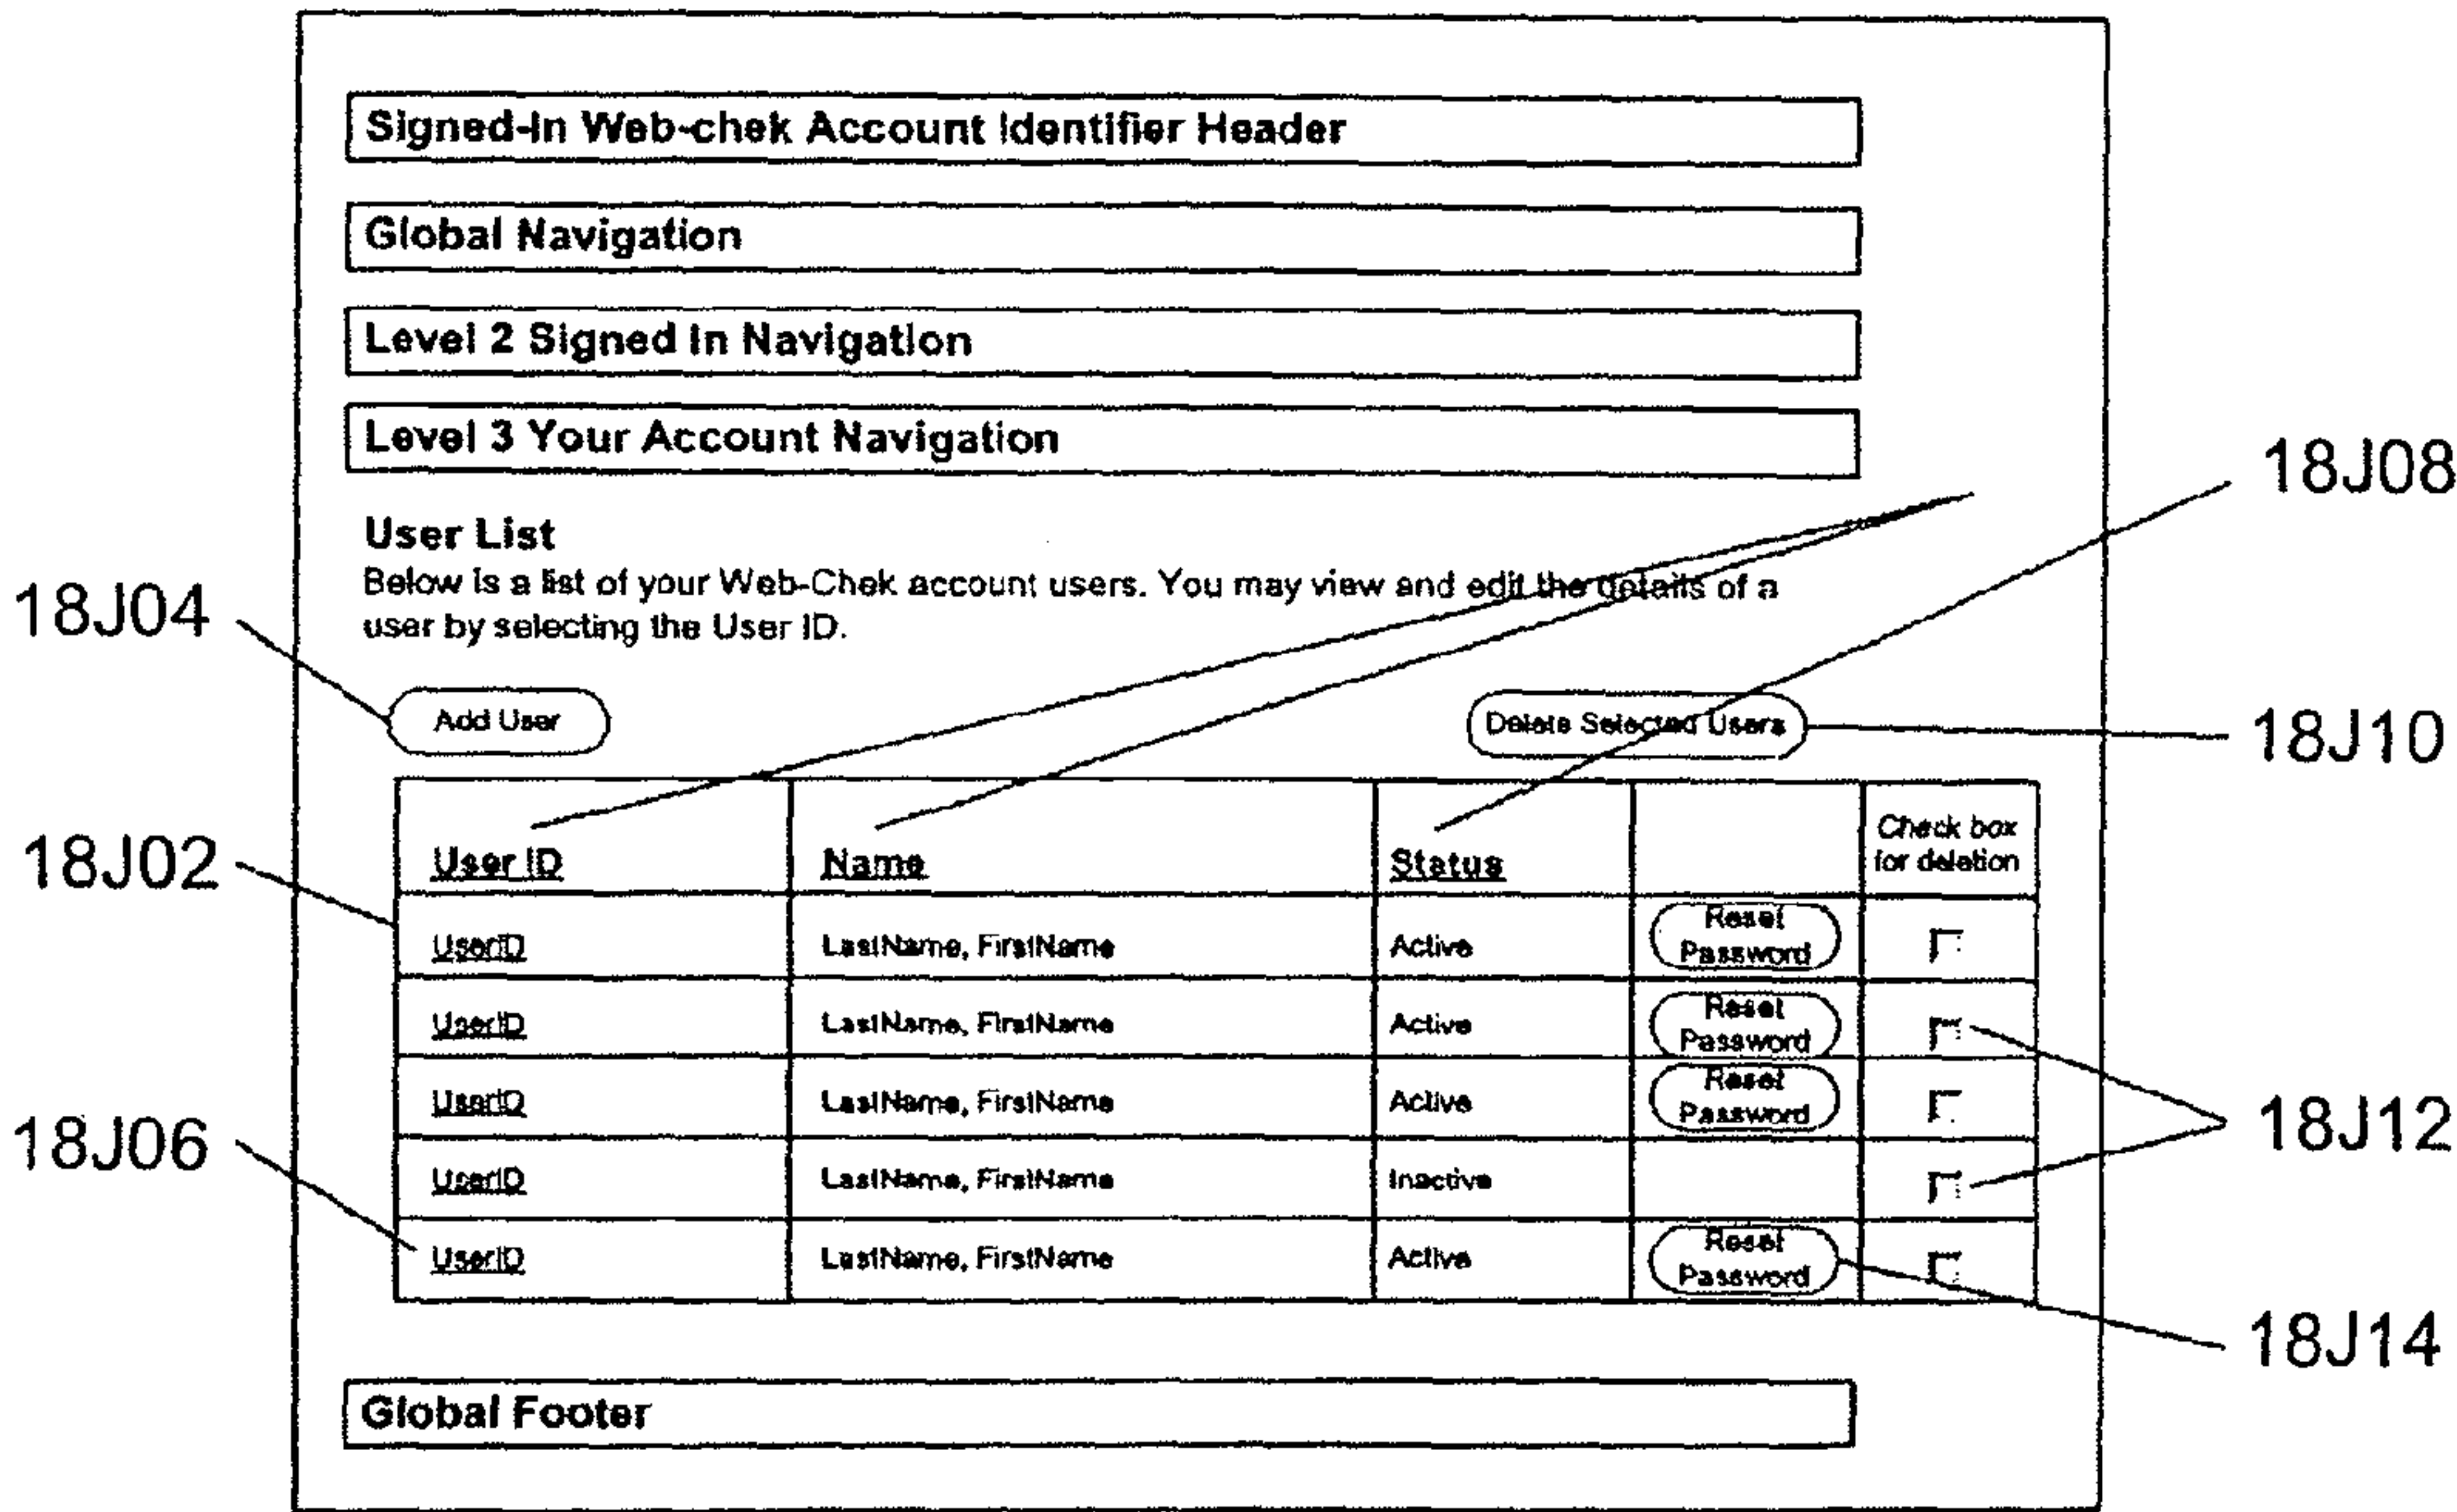 Signed-In Web-chek Account Identifier Header
Global Navigation
Level 2 Signed In Navigation
Level 3 Your Account Navigation
18J08
User List
Below is a list of your Web-Chek account users. You may view and edit the details of a
user by selecting the User ID.
18J04
Add User
Delete Selected Users
18J10
18J02
User ID
Name
Status
Check box
for deletion
UserID
LastName, FirstName
Active
Reset
Password
UserID
LastName, FirstName
Active
Reset
Password
UserID
LastName, FirstName
Active
Reset
Password
18J12
18J06
UserID
LastName, FirstName
Inactive
UserID
LastName, FirstName
Active
Reset
Password
18J14
Global Footer